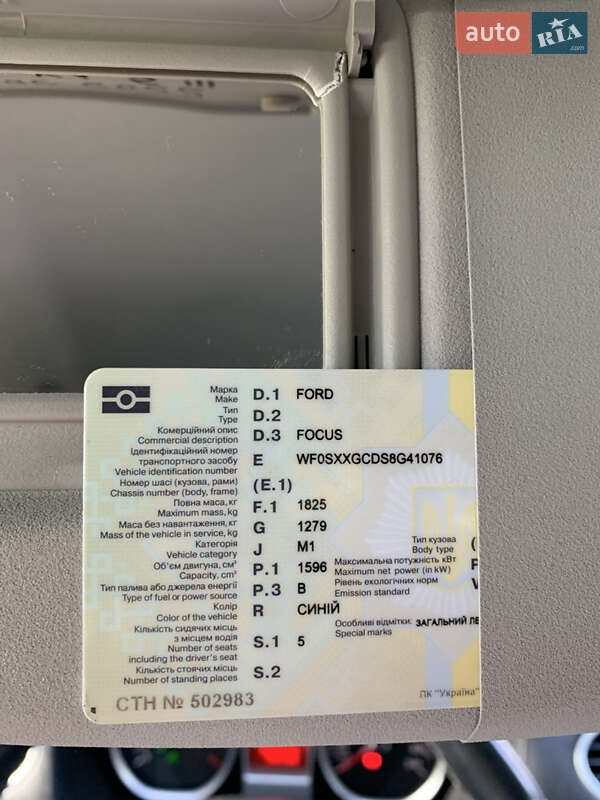 auto RIA .com
Марка D.1 FORD
Make
Тип D.2
Type
Комерційний опис D.3 FOCUS
Commercial description
Ідентифікаційний номер
транспортного засобу E WF0SXXGCDS8G41076
Vehicle identification number
Номер шасі (кузова, рами) (E.1)
Chassis number (body, frame)
Повна маса, кг F.1 1825
Maximum mass, kg
Маса без навантаження, кг G 1279
Mass of the vehicle in service, kg
Категорія J M1 Тип кузова
Vehicle category Body type
Об'єм двигуна, см³ P.1 1596 Максимальна потужність кВт
Capacity, cm³ Maximum net power (in kW)
Тип палива або джерела енергії P.3 B Рівень екологічних норм
Type of fuel or power source Emission standard
Колір R СИНІЙ
Color of the vehicle Особливі відмітки: ЗАГАЛЬНИЙ ЛЕ
Кількість сидячих місць Special marks
з місцем водія S.1 5
Number of seats
including the driver's seat
Кількість стоячих місць S.2
Number of standing places
СТН № 502983 ПК "Україна"